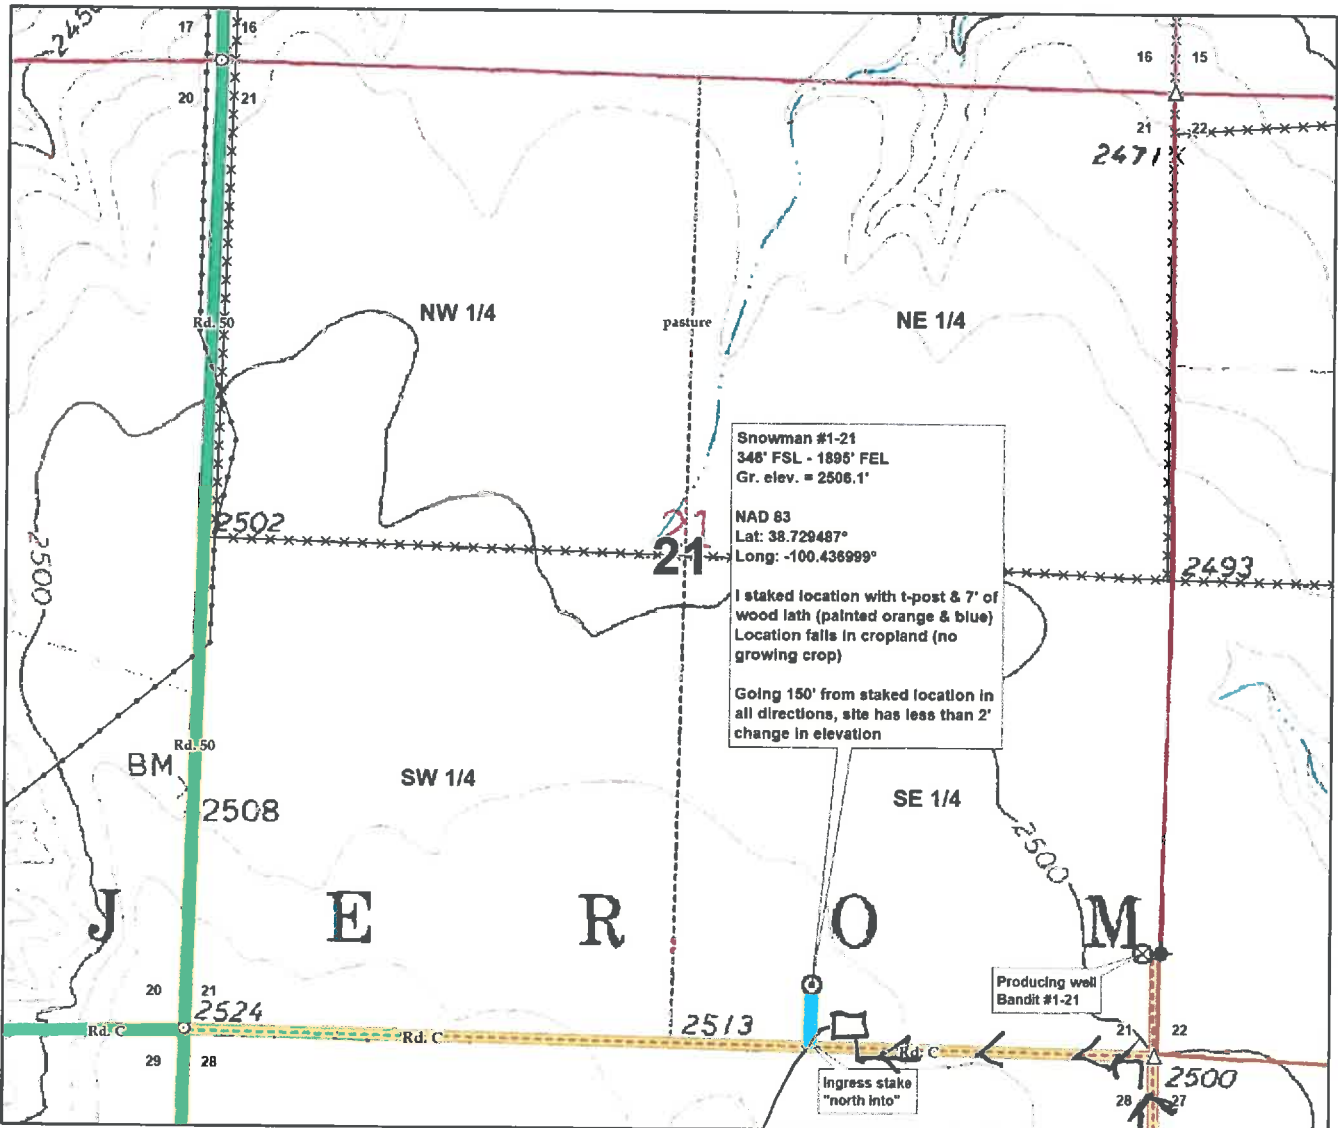 2450
17 16
16 15
20 21
21 22
2471
NW 1/4
NE 1/4
Rd. 50
pasture
Snowman #1-21
346' FSL - 1895' FEL
Gr. elev. = 2506.1'
NAD 83
Lat: 38.729487°
Long: -100.436999°
I staked location with t-post & 7' of
wood lath (painted orange & blue)
Location falls in cropland (no
growing crop)
Going 150' from staked location in
all directions, site has less than 2'
change in elevation
2502
21
21
2493
2500
Rd. 50
BM
2508
SW 1/4
SE 1/4
2500
J E R O M
Producing well
Bandit #1-21
20 21
2524
2513
21 22
Rd. C
Rd. C
Rd. C
29 28
2500
Ingress stake
"north into"
28 27